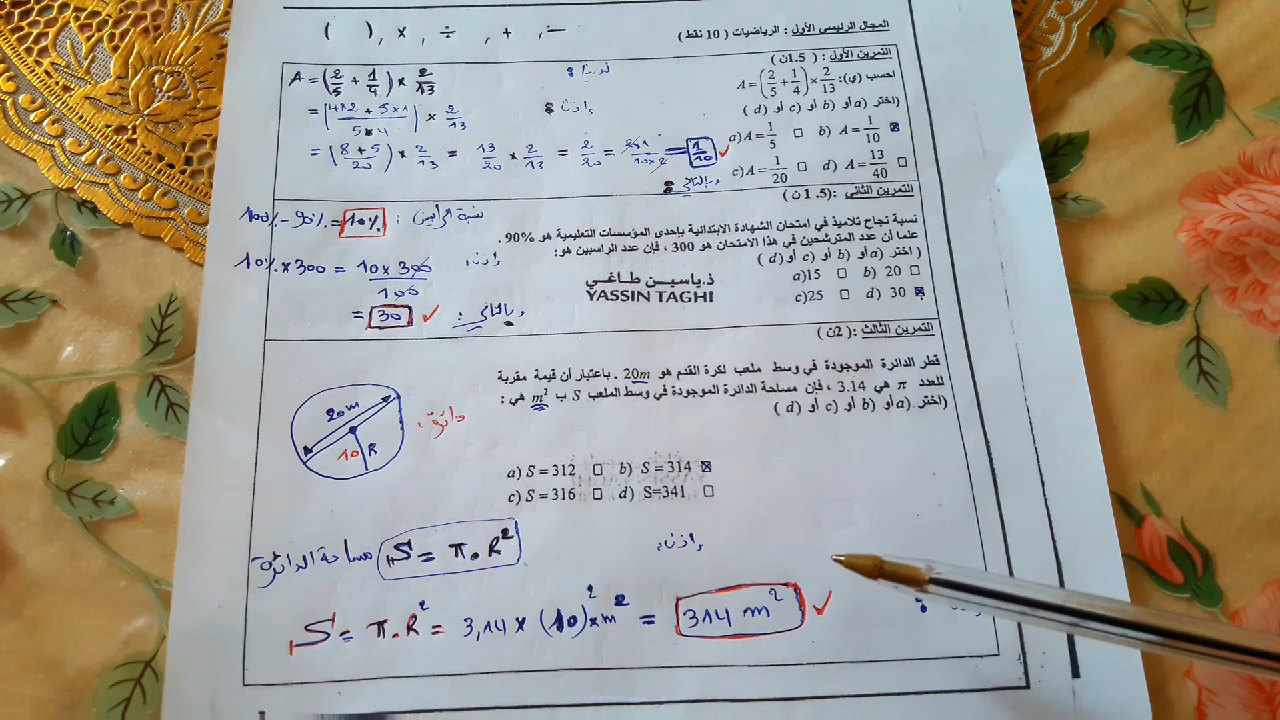 ( ) , × , ÷ , + , −
المجال الرئيسي الأول : الرياضيات ( 10 نقط )
التمرين الأول : ( 1.5ن )
احسب (ي): A=(2/5+1/4)×2/13
(اختر (a أو (b أو (c أو (d )
a) A=1/5 ☐ b) A=1/10 ☒
c) A=1/20 ☐ d) A=13/40 ☐
A = (2/5 + 1/4) × 2/13
إذن :
= (4×2 + 5×1 / 5×4) × 2/13
= (8+5 / 20) × 2/13 = 13/20 × 2/13 = 2/20 = 2×1/10×2 = 1/10 ✓
وبالتالي :
التمرين الثاني :(1.5ن )
نسبة نجاح تلاميذ في امتحان الشهادة الابتدائية بإحدى المؤسسات التعليمية هو 90% .
علما أن عدد المترشحين في هذا الامتحان هو 300 ، فإن عدد الراسبين هو:
( اختر (a أو (b أو (c أو (d )
a)15 ☐ b) 20 ☐
c)25 ☐ d) 30 ☒
نسبة الراسبين :
100% - 90% = 10%
إذن :
10% × 300 = 10 × 300 / 100
وبالتالي :
= 30 ✓
ذ.ياسين طاغي
YASSIN TAGHI
التمرين الثالث :( 2ن )
قطر الدائرة الموجودة في وسط ملعب لكرة القدم هو 20m . باعتبار أن قيمة مقربة
للعدد π هي 3.14 ، فإن مساحة الدائرة الموجودة في وسط الملعب S ب m² هي :
(اختر (a أو (b أو (c أو (d )
دائرة :
20m
10 R
a) S=312 ☐ b) S=314 ☒
c) S=316 ☐ d) S=341 ☐
إذن :
مساحة الدائرة S = π.R²
S = π.R² = 3,14 × (10)² × m² = 314 m² ✓